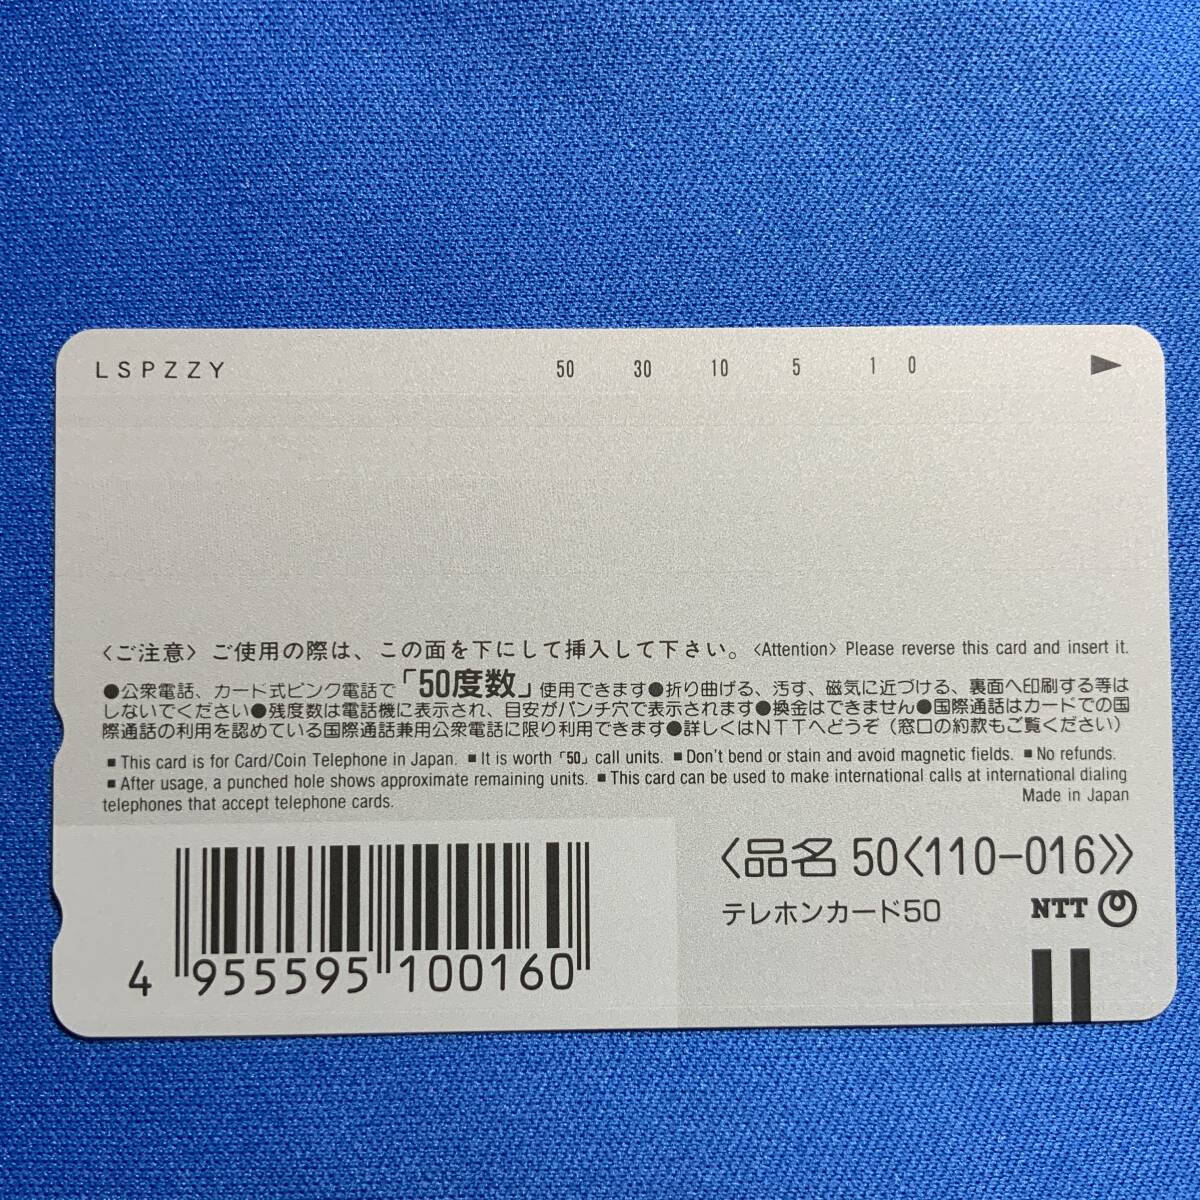 LSPZZY 50 30 10 5 1 0 ▶
〈ご注意〉ご使用の際は、この面を下にして挿入して下さい。〈Attention〉Please reverse this card and insert it.
●公衆電話、カード式ピンク電話で「50度数」使用できます●折り曲げる、汚す、磁気に近づける、裏面へ印刷する等は
しないでください●残度数は電話機に表示され、目安がパンチ穴で表示されます●換金はできません●国際通話はカードでの国
際通話の利用を認めている国際通話兼用公衆電話に限り利用できます●詳しくはNTTへどうぞ（窓口の約款もご覧ください）
■This card is for Card/Coin Telephone in Japan. ■It is worth「50」call units. ■Don't bend or stain and avoid magnetic fields. ■No refunds.
■After usage, a punched hole shows approximate remaining units. ■This card can be used to make international calls at international dialing
telephones that accept telephone cards. Made in Japan
〈品名 50〈110-016〉〉
テレホンカード50 NTT
4 955595 100160